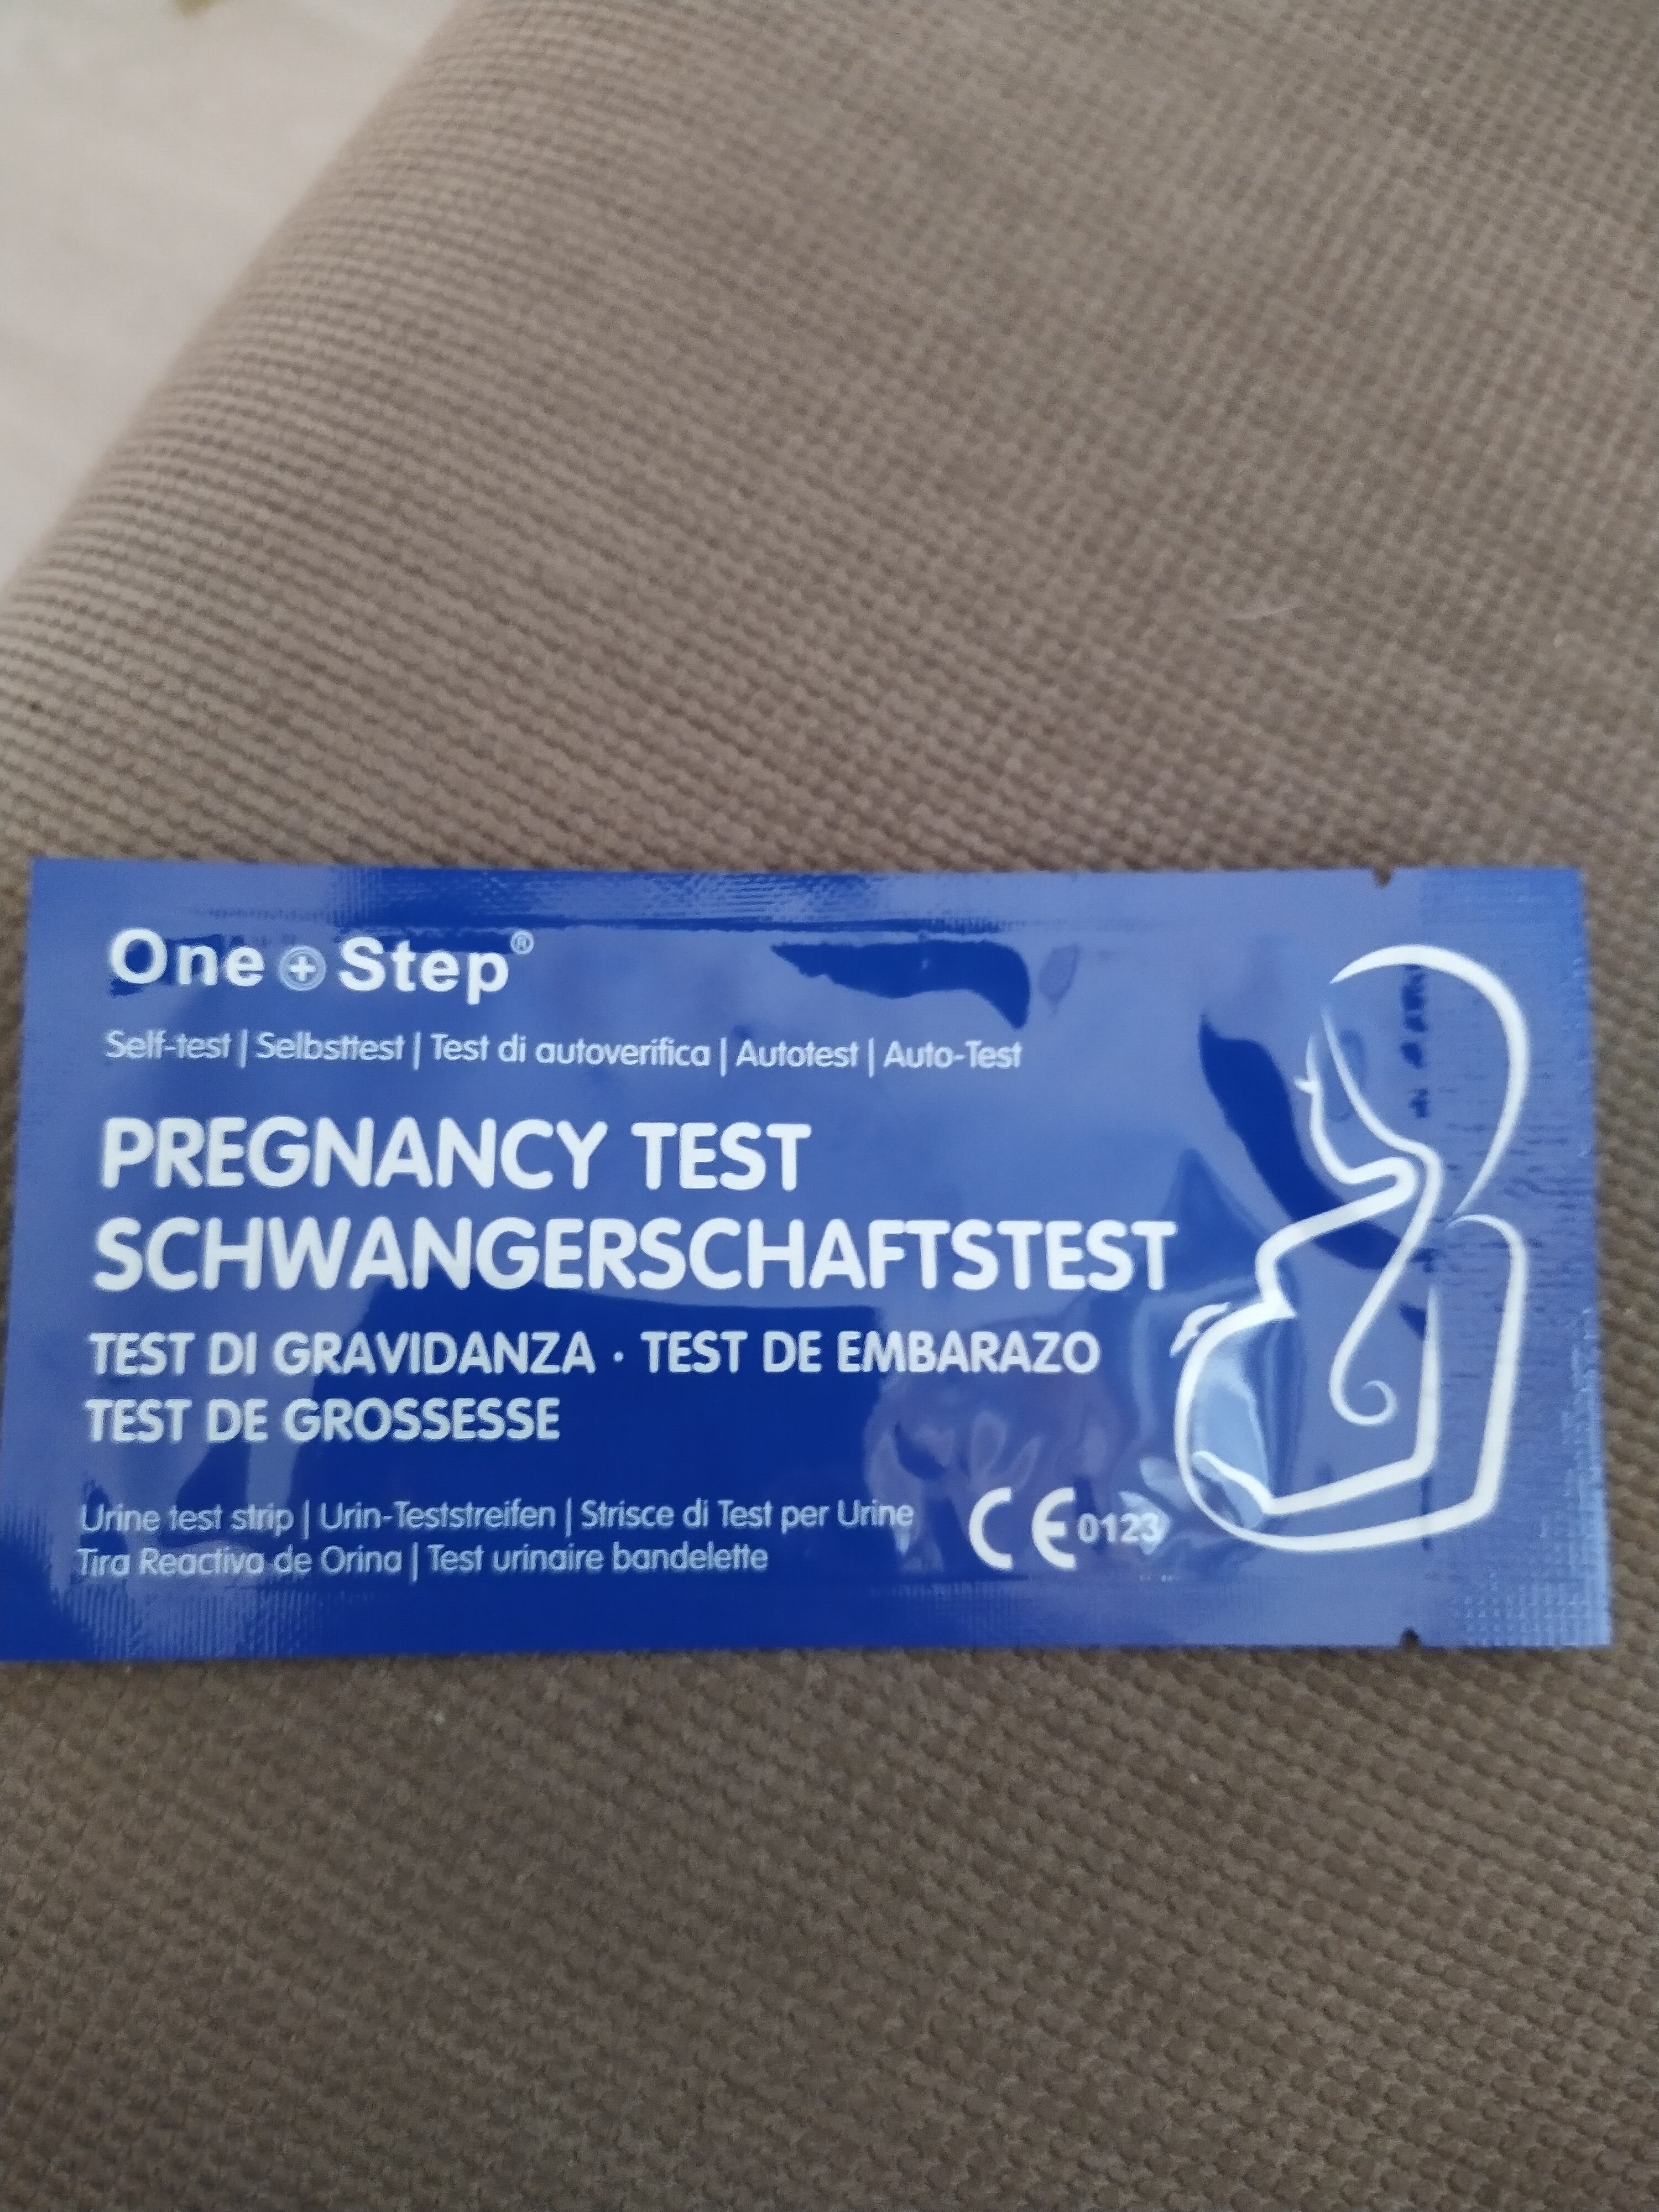 One + Step®
Self-test | Selbsttest | Test di autoverifica | Autotest | Auto-Test
PREGNANCY TEST
SCHWANGERSCHAFTSTEST
TEST DI GRAVIDANZA · TEST DE EMBARAZO
TEST DE GROSSESSE
Urine test strip | Urin-Teststreifen | Strisce di Test per Urine
Tira Reactiva de Orina | Test urinaire bandelette
CE 0123